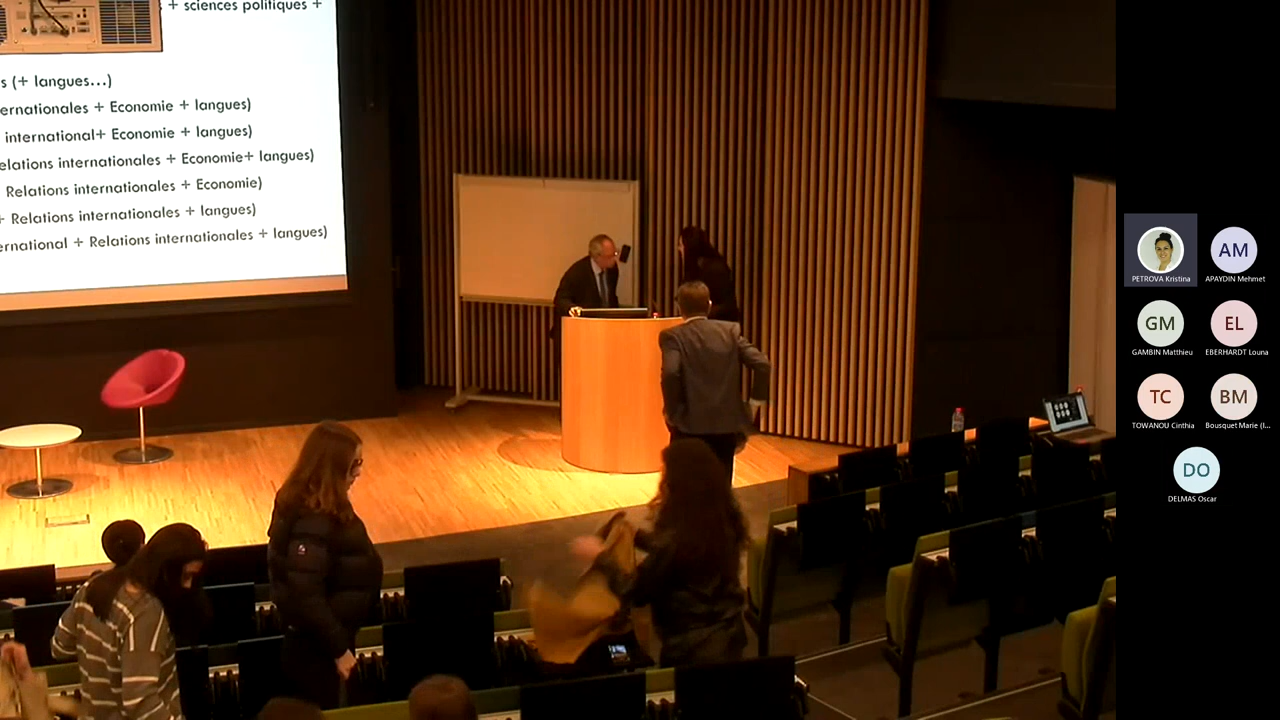 : + sciences politiques +
s (+ langues...)
ernationales + Economie + langues)
international+ Economie + langues)
elations internationales + Economie+ langues)
Relations internationales + Economie)
+ Relations internationales + langues)
ernational + Relations internationales + langues)
PETROVA Kristina
AM
APAYDIN Mehmet
GM
GAMBIN Matthieu
EL
EBERHARDT Louna
TC
TOWANOU Cinthia
BM
Bousquet Marie (I...
DO
DELMAS Oscar